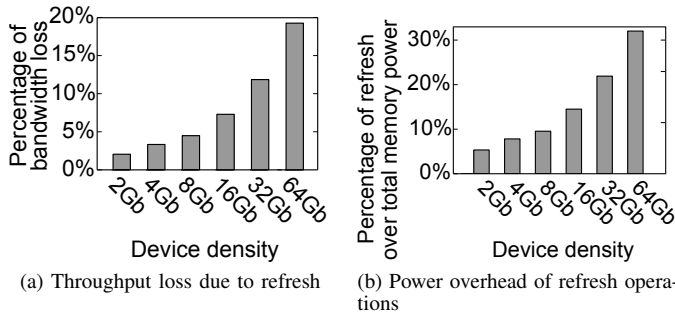 Percentage of
bandwidth loss
20%
15%
10%
5%
0%
2Gb
4Gb
8Gb
16Gb
32Gb
64Gb
Device density
(a) Throughput loss due to refresh
Percentage of refresh
over total memory power
30%
20%
10%
0%
2Gb
4Gb
8Gb
16Gb
32Gb
64Gb
Device density
(b) Power overhead of refresh opera-
tions